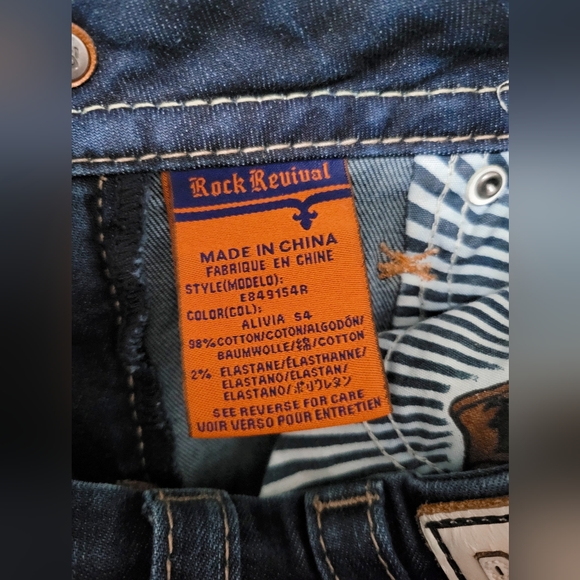 Rock Revival
MADE IN CHINA
FABRIQUE EN CHINE
STYLE(MODELO):
E849154R
COLOR(COL):
ALIVIA S4
98%COTTON/COTON/ALGODÓN/
BAUMWOLLE/綿/COTTON
2% ELASTANE/ÉLASTHANNE/
ELASTANO/ELASTAN/
ELASTANO/ポリウレタン
SEE REVERSE FOR CARE
VOIR VERSO POUR ENTRETIEN